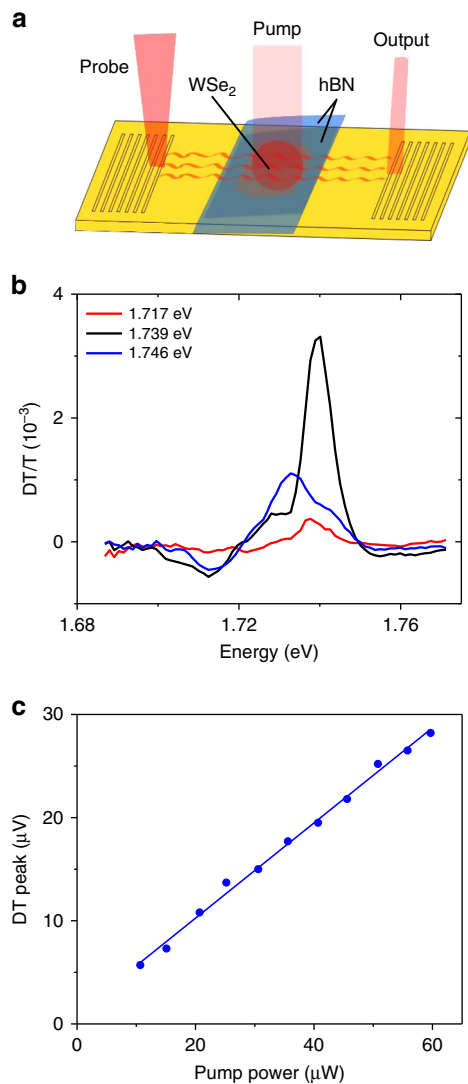 a
Pump
Output
Probe
WSe₂
hBN
b
4
2
0
DT/T (10⁻³)
1.717 eV
1.739 eV
1.746 eV
1.68
1.72
1.76
Energy (eV)
c
30
20
10
0
DT peak (μV)
0
20
40
60
Pump power (μW)